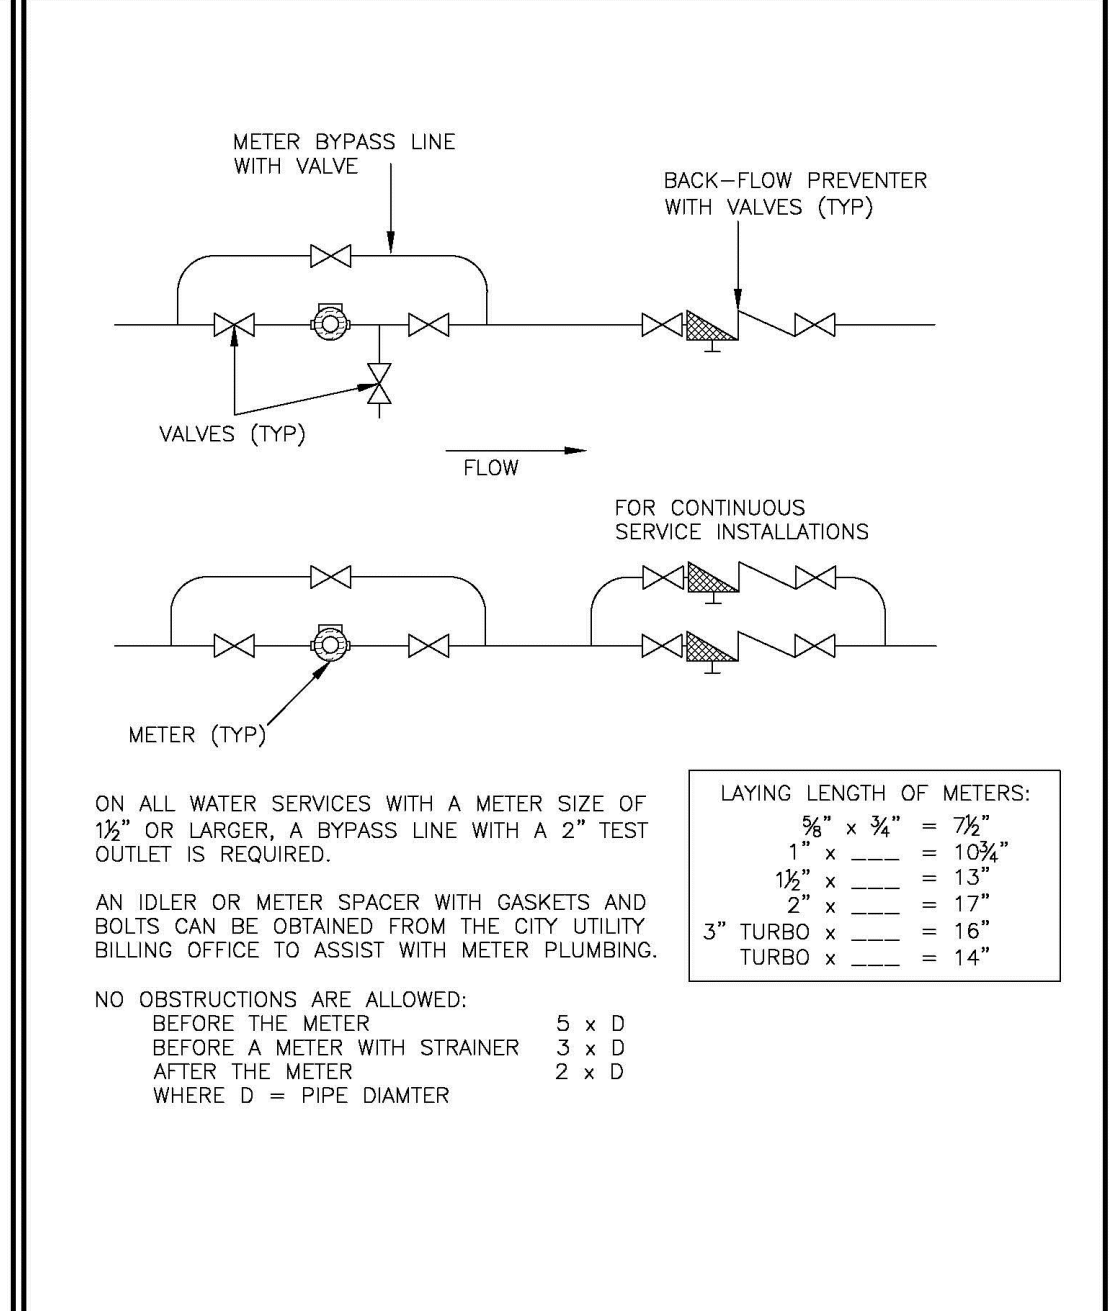 METER BYPASS LINE
WITH VALVE
BACK-FLOW PREVENTER
WITH VALVES (TYP)
VALVES (TYP)
FLOW
FOR CONTINUOUS
SERVICE INSTALLATIONS
METER (TYP)
ON ALL WATER SERVICES WITH A METER SIZE OF
1½" OR LARGER, A BYPASS LINE WITH A 2" TEST
OUTLET IS REQUIRED.
AN IDLER OR METER SPACER WITH GASKETS AND
BOLTS CAN BE OBTAINED FROM THE CITY UTILITY
BILLING OFFICE TO ASSIST WITH METER PLUMBING.
NO OBSTRUCTIONS ARE ALLOWED:
BEFORE THE METER 5 x D
BEFORE A METER WITH STRAINER 3 x D
AFTER THE METER 2 x D
WHERE D = PIPE DIAMTER
LAYING LENGTH OF METERS:
⅝" x ¾" = 7½"
1" x ___ = 10¾"
1½" x ___ = 13"
2" x ___ = 17"
3" TURBO x ___ = 16"
TURBO x ___ = 14"